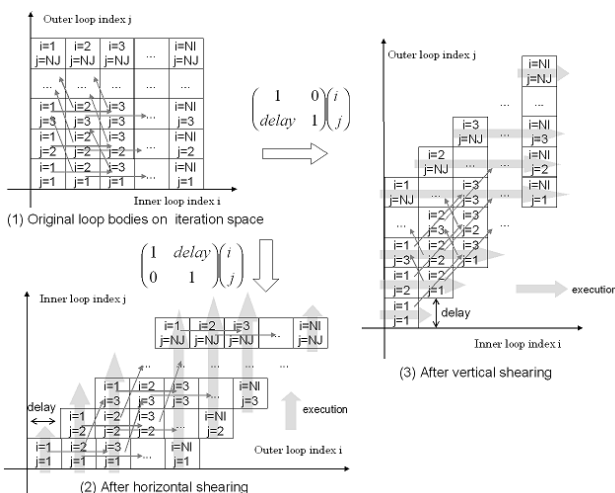 Outer loop index j
i=1 i=2 i=3 ... i=NI
j=NJ j=NJ j=NJ j=NJ
... ... ... ... ...
i=1 i=2 i=3 ... i=NI
j=3 j=3 j=3 j=3
i=1 i=2 i=3 ... i=NI
j=2 j=2 j=2 j=2
i=1 i=2 i=3 ... i=NI
j=1 j=1 j=1 j=1
Inner loop index i
(1) Original loop bodies on iteration space
1 0 i
delay 1 j
1 delay i
0 1 j
Inner loop index j
i=1 i=2 i=3 .. i=NI
j=NJ j=NJ j=NJ j=NJ
... ... ... ...
i=1 i=2 i=3 ... i=NI
j=3 j=3 j=3 j=3
delay
i=1 i=2 i=3 ... i=NI
j=2 j=2 j=2 j=2
i=1 i=2 i=3 ... i=NI
j=1 j=1 j=1 j=1
execution
Outer loop index i
(2) After horizontal shearing
Outer loop index j
i=NI
j=NJ
... ...
i=3 ... i=NI
j=NJ j=3
i=2 ... i=NI
j=NJ j=2
i=1 ... i=3 ... i=NI
j=NJ j=3 j=1
... i=2 i=3 ...
j=3 j=2
i=1 i=2 i=3
j=3 j=2 j=1
i=1 i=2
j=2 j=1
i=1
j=1
delay
execution
Inner loop index i
(3) After vertical shearing